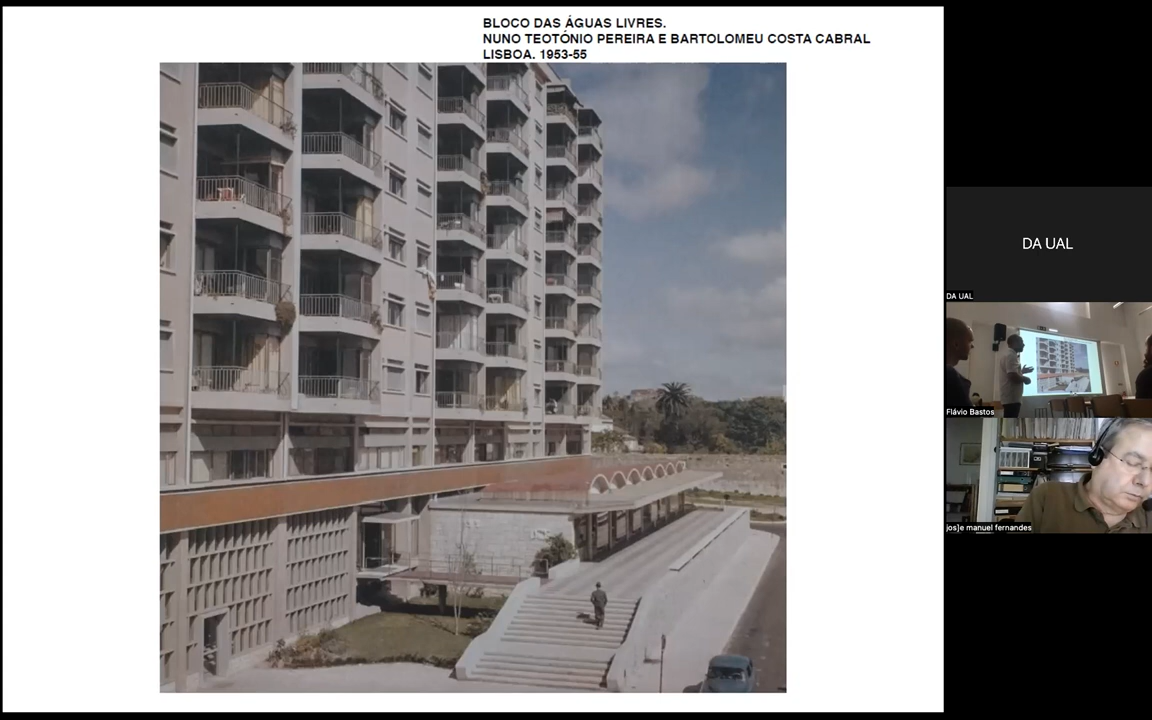 BLOCO DAS ÁGUAS LIVRES.
NUNO TEOTÓNIO PEREIRA E BARTOLOMEU COSTA CABRAL
LISBOA. 1953-55
DA UAL
DA UAL
Flávio Bastos
jos]e manuel fernandes